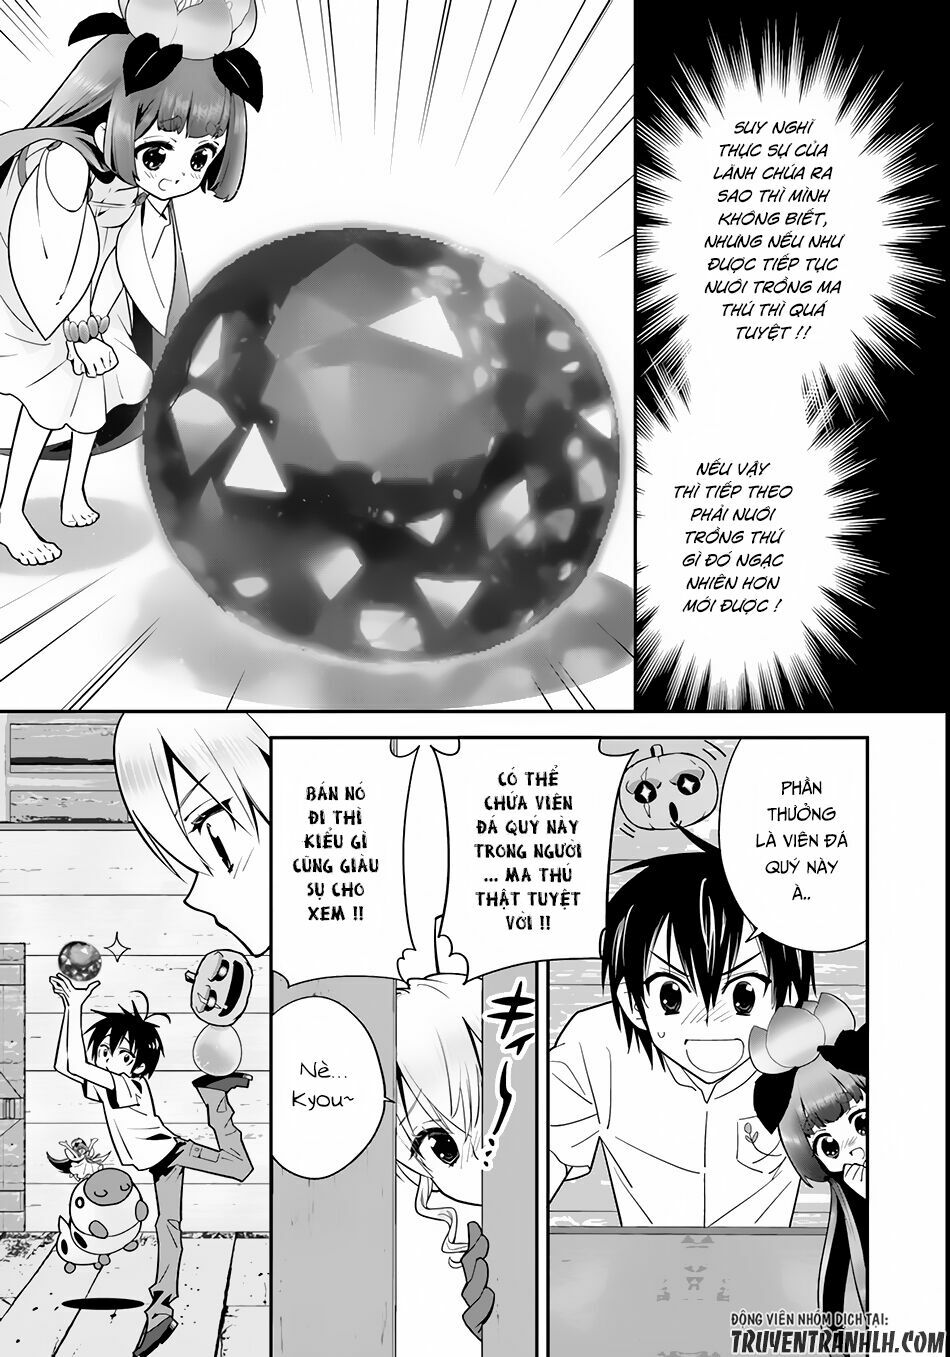 SUY NGHĨ
THỰC SỰ CỦA
LÃNH CHÚA RA
SAO THÌ MÌNH
KHÔNG BIẾT,
NHƯNG NẾU NHƯ
ĐƯỢC TIẾP TỤC
NUÔI TRỒNG MA
THÚ THÌ QUÁ
TUYỆT !!
NẾU VẬY
THÌ TIẾP THEO
PHẢI NUÔI
TRỒNG THỨ
GÌ ĐÓ NGẠC
NHIÊN HƠN
MỚI ĐƯỢC !
PHẦN
THƯỞNG
LÀ VIÊN ĐÁ
QUÝ NÀY
À..
CÓ THỂ
CHỨA VIÊN
ĐÁ QUÝ NÀY
TRONG NGƯỜI
... MA THÚ
THẬT TUYỆT
VỜI !!
BÁN NÓ
ĐI THÌ
KIỂU GÌ
CŨNG GIÀU
SỤ CHO
XEM !!
Nè...
Kyou~
ĐỘNG VIÊN NHÓM DỊCH TẠI:
TRUYENTRANHLH.COM